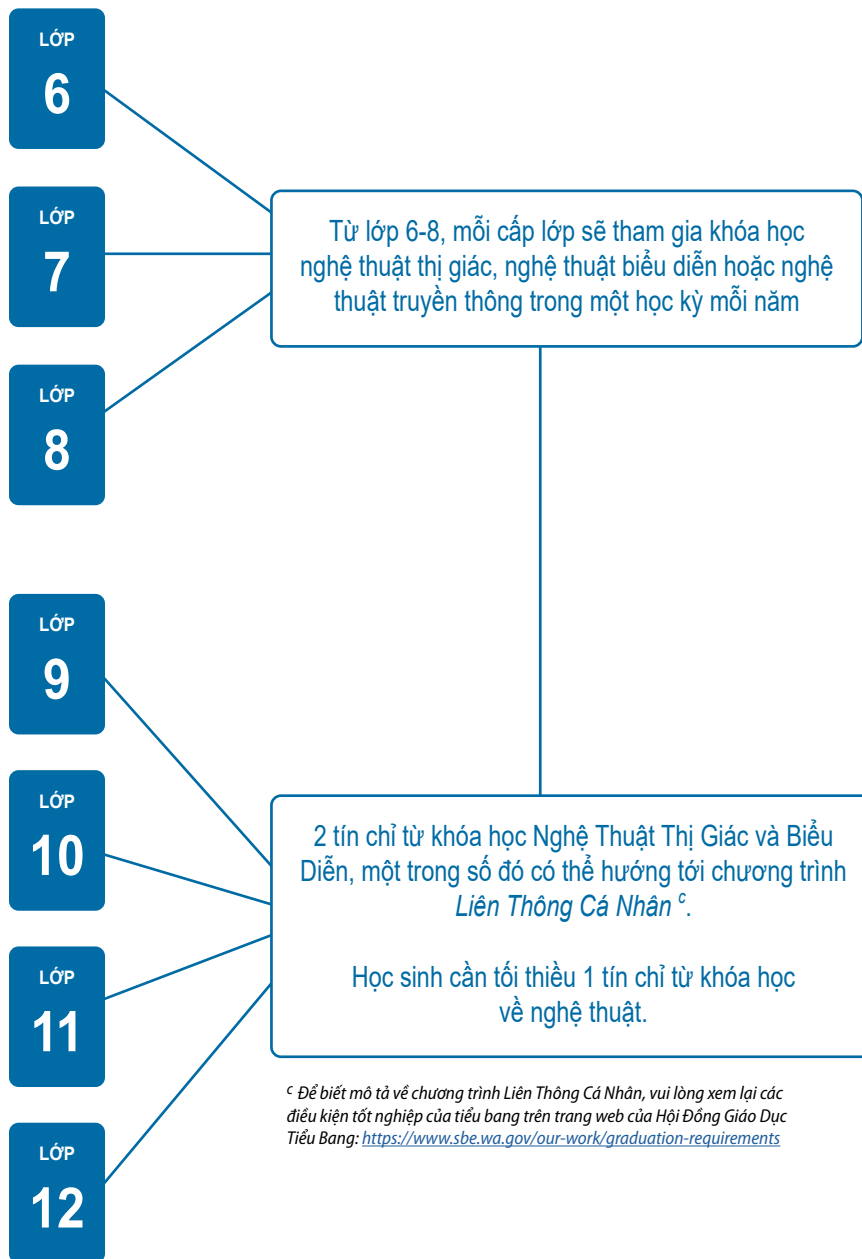 LỚP
6
LỚP
7
LỚP
8
Từ lớp 6-8, mỗi cấp lớp sẽ tham gia khóa học
nghệ thuật thị giác, nghệ thuật biểu diễn hoặc nghệ
thuật truyền thông trong một học kỳ mỗi năm
LỚP
9
LỚP
10
LỚP
11
LỚP
12
2 tín chỉ từ khóa học Nghệ Thuật Thị Giác và Biểu
Diễn, một trong số đó có thể hướng tới chương trình
Liên Thông Cá Nhân c.
Học sinh cần tối thiều 1 tín chỉ từ khóa học
về nghệ thuật.
c Để biết mô tả về chương trình Liên Thông Cá Nhân, vui lòng xem lại các
điều kiện tốt nghiệp của tiểu bang trên trang web của Hội Đồng Giáo Dục
Tiểu Bang: https://www.sbe.wa.gov/our-work/graduation-requirements